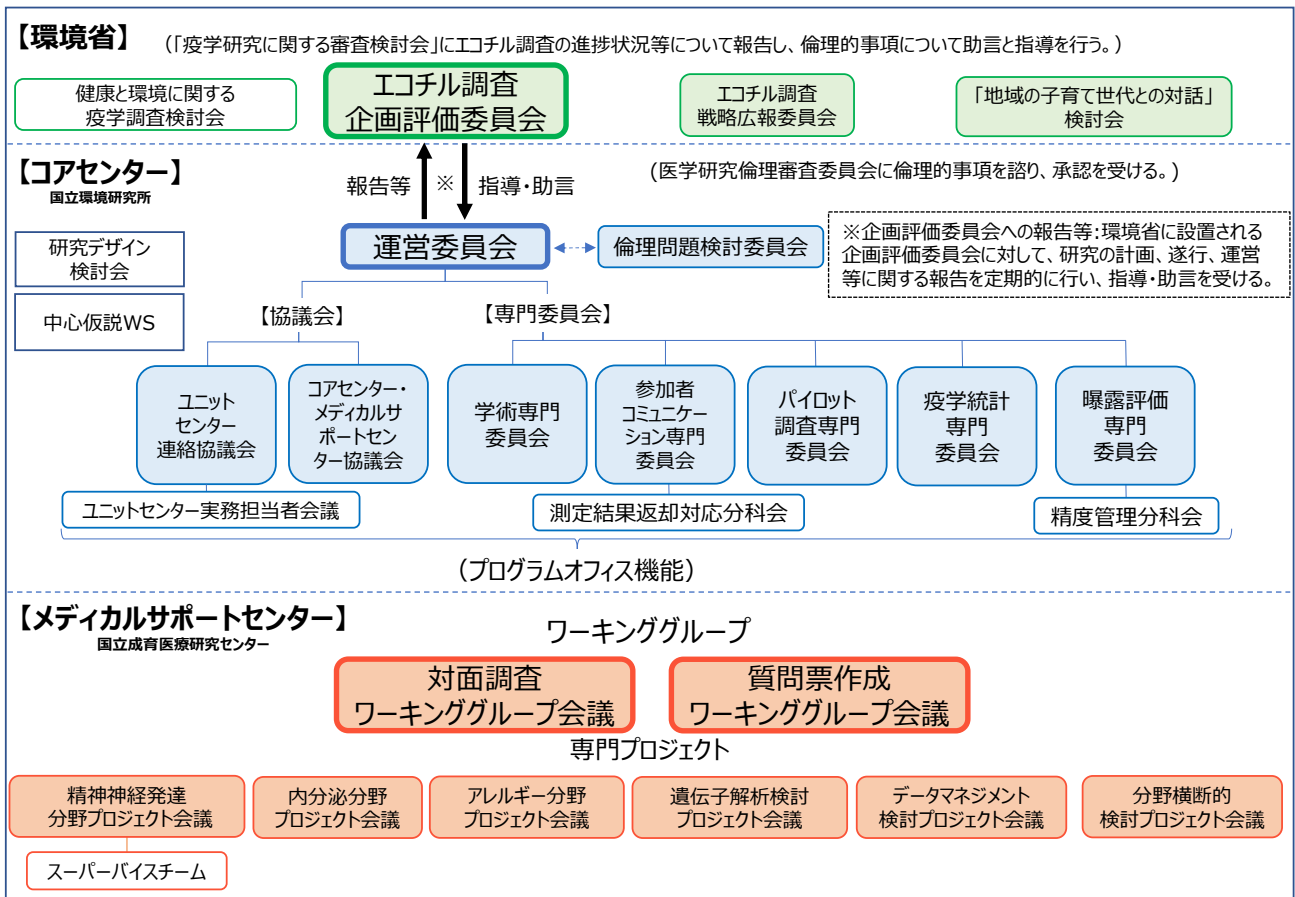 【環境省】
(「疫学研究に関する審査検討会」にエコチル調査の進捗状況等について報告し、倫理的事項について助言と指導を行う。)
健康と環境に関する
疫学調査検討会
エコチル調査
企画評価委員会
エコチル調査
戦略広報委員会
「地域の子育て世代との対話」
検討会
【コアセンター】
国立環境研究所
報告等
※
指導・助言
(医学研究倫理審査委員会に倫理的事項を諮り、承認を受ける。)
研究デザイン
検討会
中心仮説WS
運営委員会
倫理問題検討委員会
※企画評価委員会への報告等：環境省に設置される
企画評価委員会に対して、研究の計画、遂行、運営
等に関する報告を定期的に行い、指導・助言を受ける。
【協議会】
【専門委員会】
ユニット
センター
連絡協議会
コアセンター・
メディカルサ
ポートセン
ター協議会
学術専門
委員会
参加者
コミュニケー
ション専門
委員会
パイロット
調査専門
委員会
疫学統計
専門
委員会
曝露評価
専門
委員会
ユニットセンター実務担当者会議
測定結果返却対応分科会
精度管理分科会
(プログラムオフィス機能)
【メディカルサポートセンター】
国立成育医療研究センター
ワーキンググループ
対面調査
ワーキンググループ会議
質問票作成
ワーキンググループ会議
専門プロジェクト
精神神経発達
分野プロジェクト会議
内分泌分野
プロジェクト会議
アレルギー分野
プロジェクト会議
遺伝子解析検討
プロジェクト会議
データマネジメント
検討プロジェクト会議
分野横断的
検討プロジェクト会議
スーパーバイスチーム